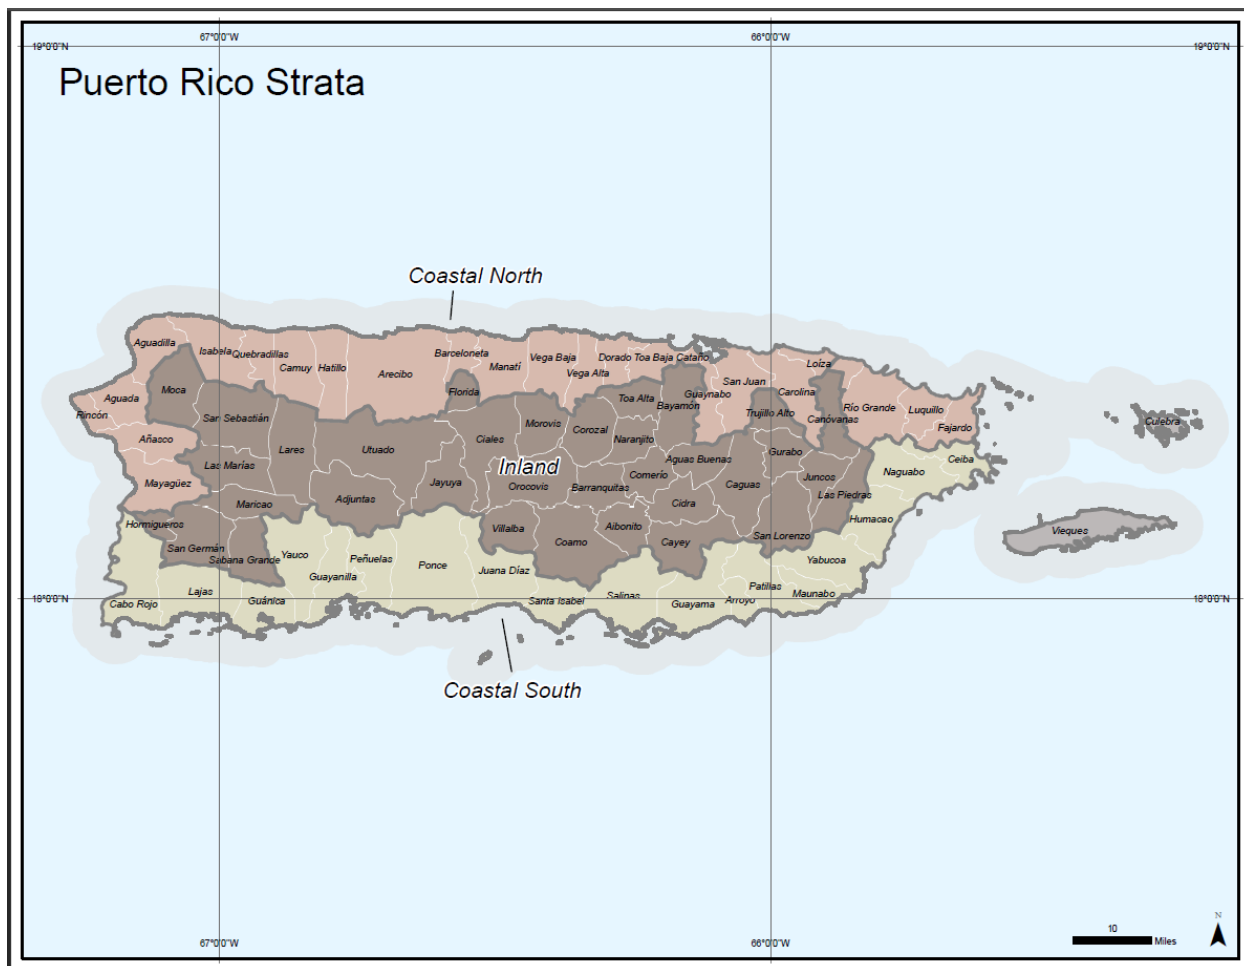 67°0'0"W 66°0'0"W
19°0'0"N 19°0'0"N
Puerto Rico Strata
Coastal North
Aguadilla
Isabela
Quebradillas
Camuy
Hatillo
Arecibo
Barceloneta
Manatí
Vega Baja
Vega Alta
Dorado Toa Baja Cataño
San Juan
Loíza
Moca
Aguada
Rincón
Florida
Toa Alta
Bayamón
Guaynabo
Trujillo Alto
Carolina
Canóvanas
Río Grande
Luquillo
Fajardo
Culebra
San Sebastián
Añasco
Lares
Utuado
Ciales
Morovis
Corozal
Naranjito
Aguas Buenas
Gurabo
Naguabo
Ceiba
Las Marías
Inland
Mayagüez
Maricao
Adjuntas
Jayuya
Orocovis
Barranquitas
Comerío
Cidra
Caguas
Juncos
Las Piedras
Humacao
Hormigueros
San Germán
Sabana Grande
Yauco
Guayanilla
Peñuelas
Ponce
Villalba
Juana Díaz
Coamo
Aibonito
Cayey
San Lorenzo
Yabucoa
Vieques
18°0'0"N 18°0'0"N
Cabo Rojo
Lajas
Guánica
Santa Isabel
Salinas
Guayama
Arroyo
Patillas
Maunabo
Coastal South
67°0'0"W 66°0'0"W
N
10
Miles